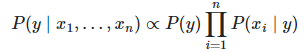 P(y | x₁, …, xₙ) ∝ P(y) ∏ᵢ₌₁ⁿ P(xᵢ | y)